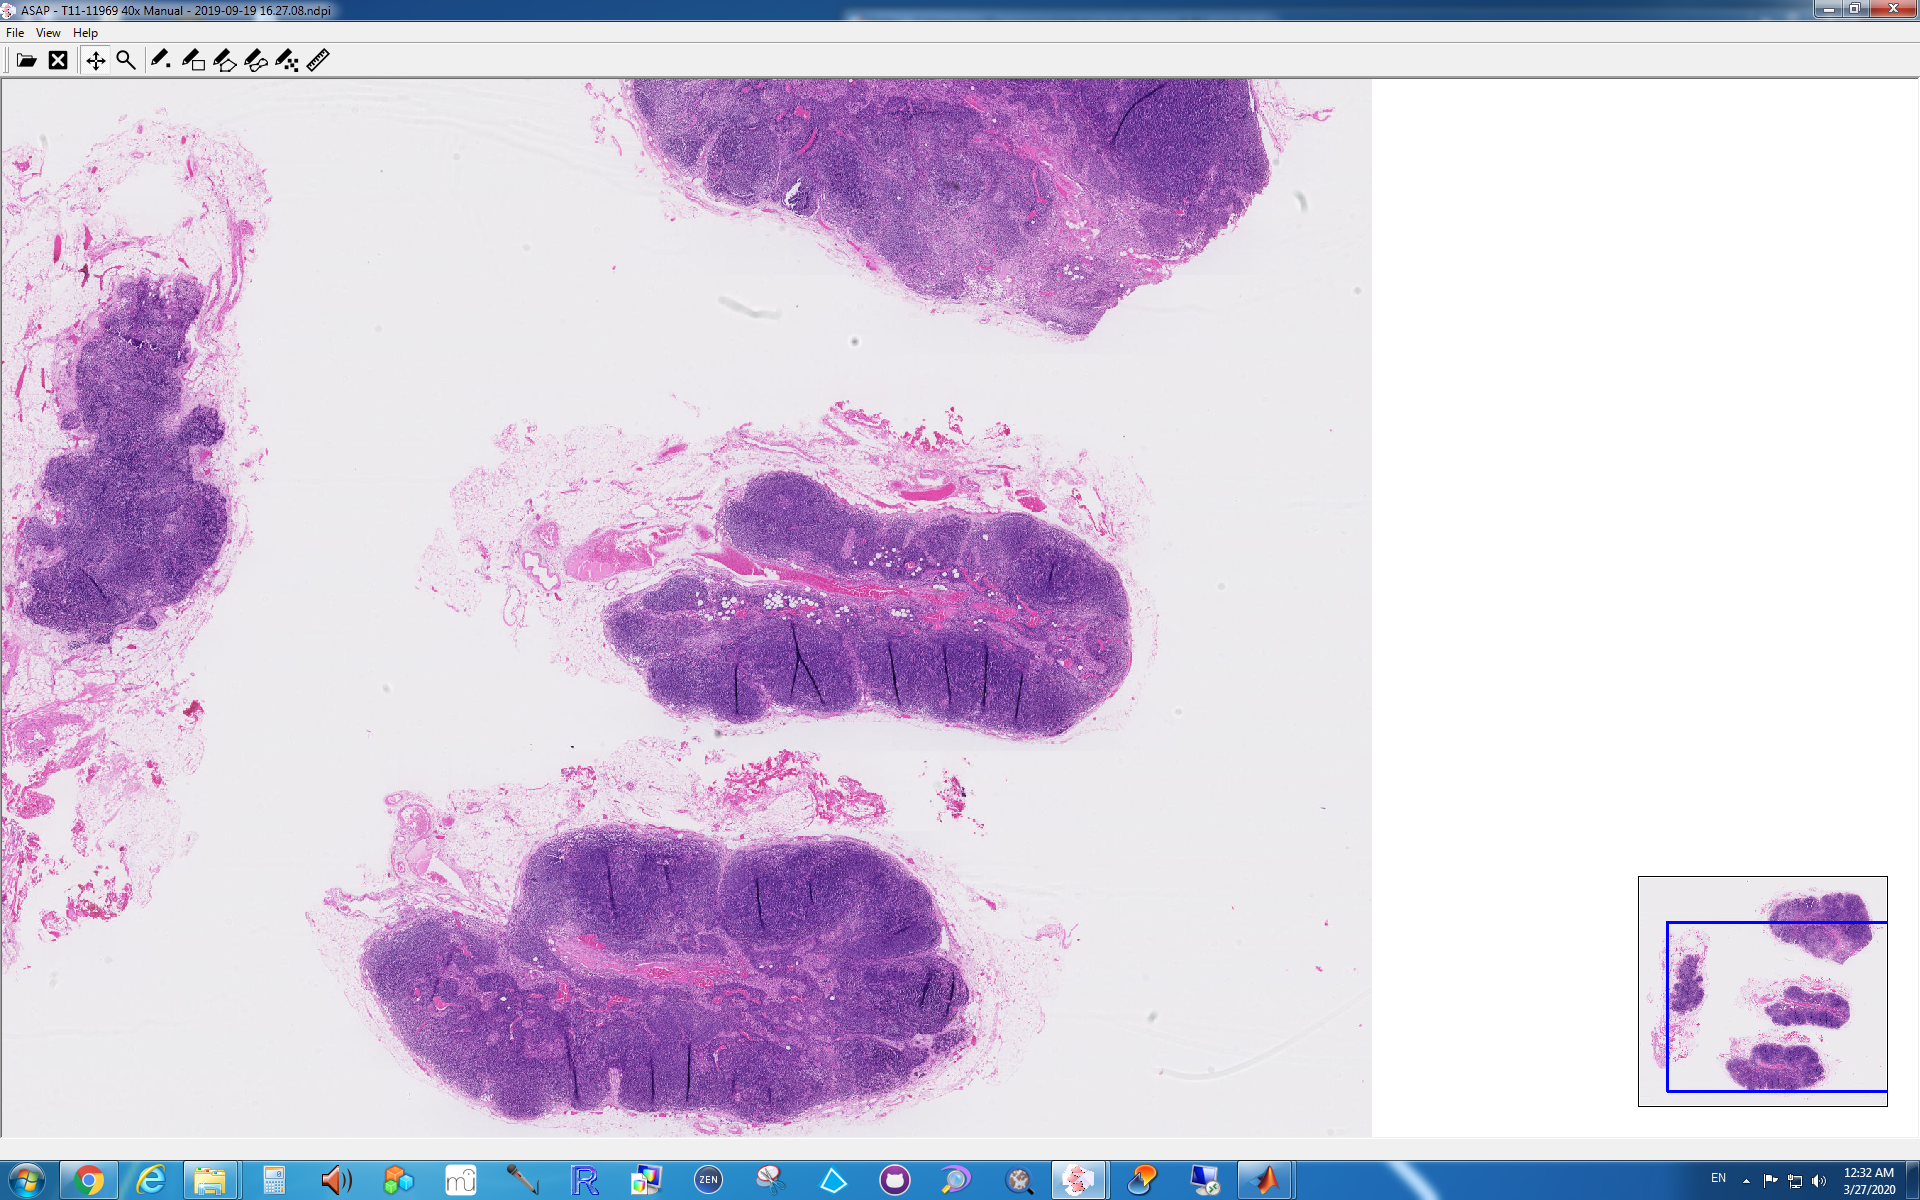 ASAP - T11-11969 40x Manual - 2019-09-19 16.27.08.ndpi
File View Help
mi
R
ZEN
EN
12:32 AM
3/27/2020